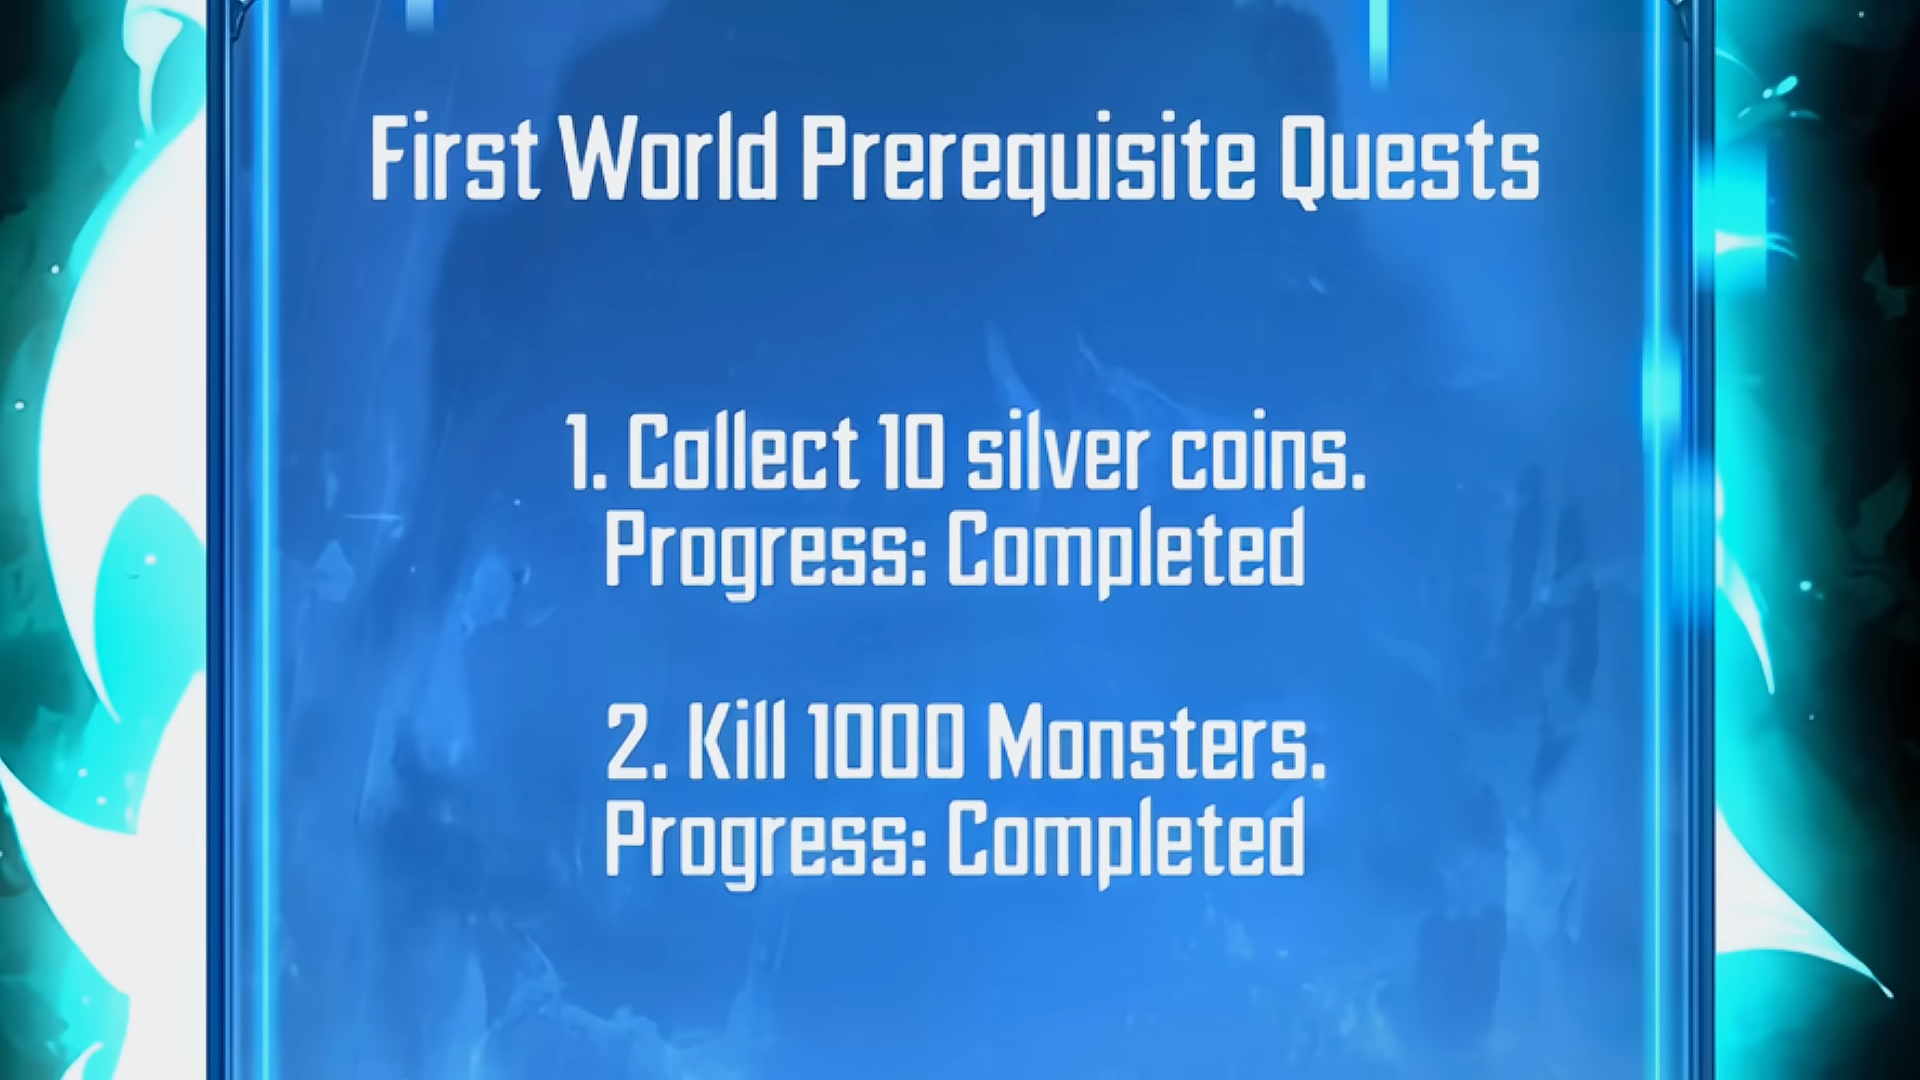 First World Prerequisite Quests
1. Collect 10 silver coins.
Progress: Completed
2. Kill 1000 Monsters.
Progress: Completed